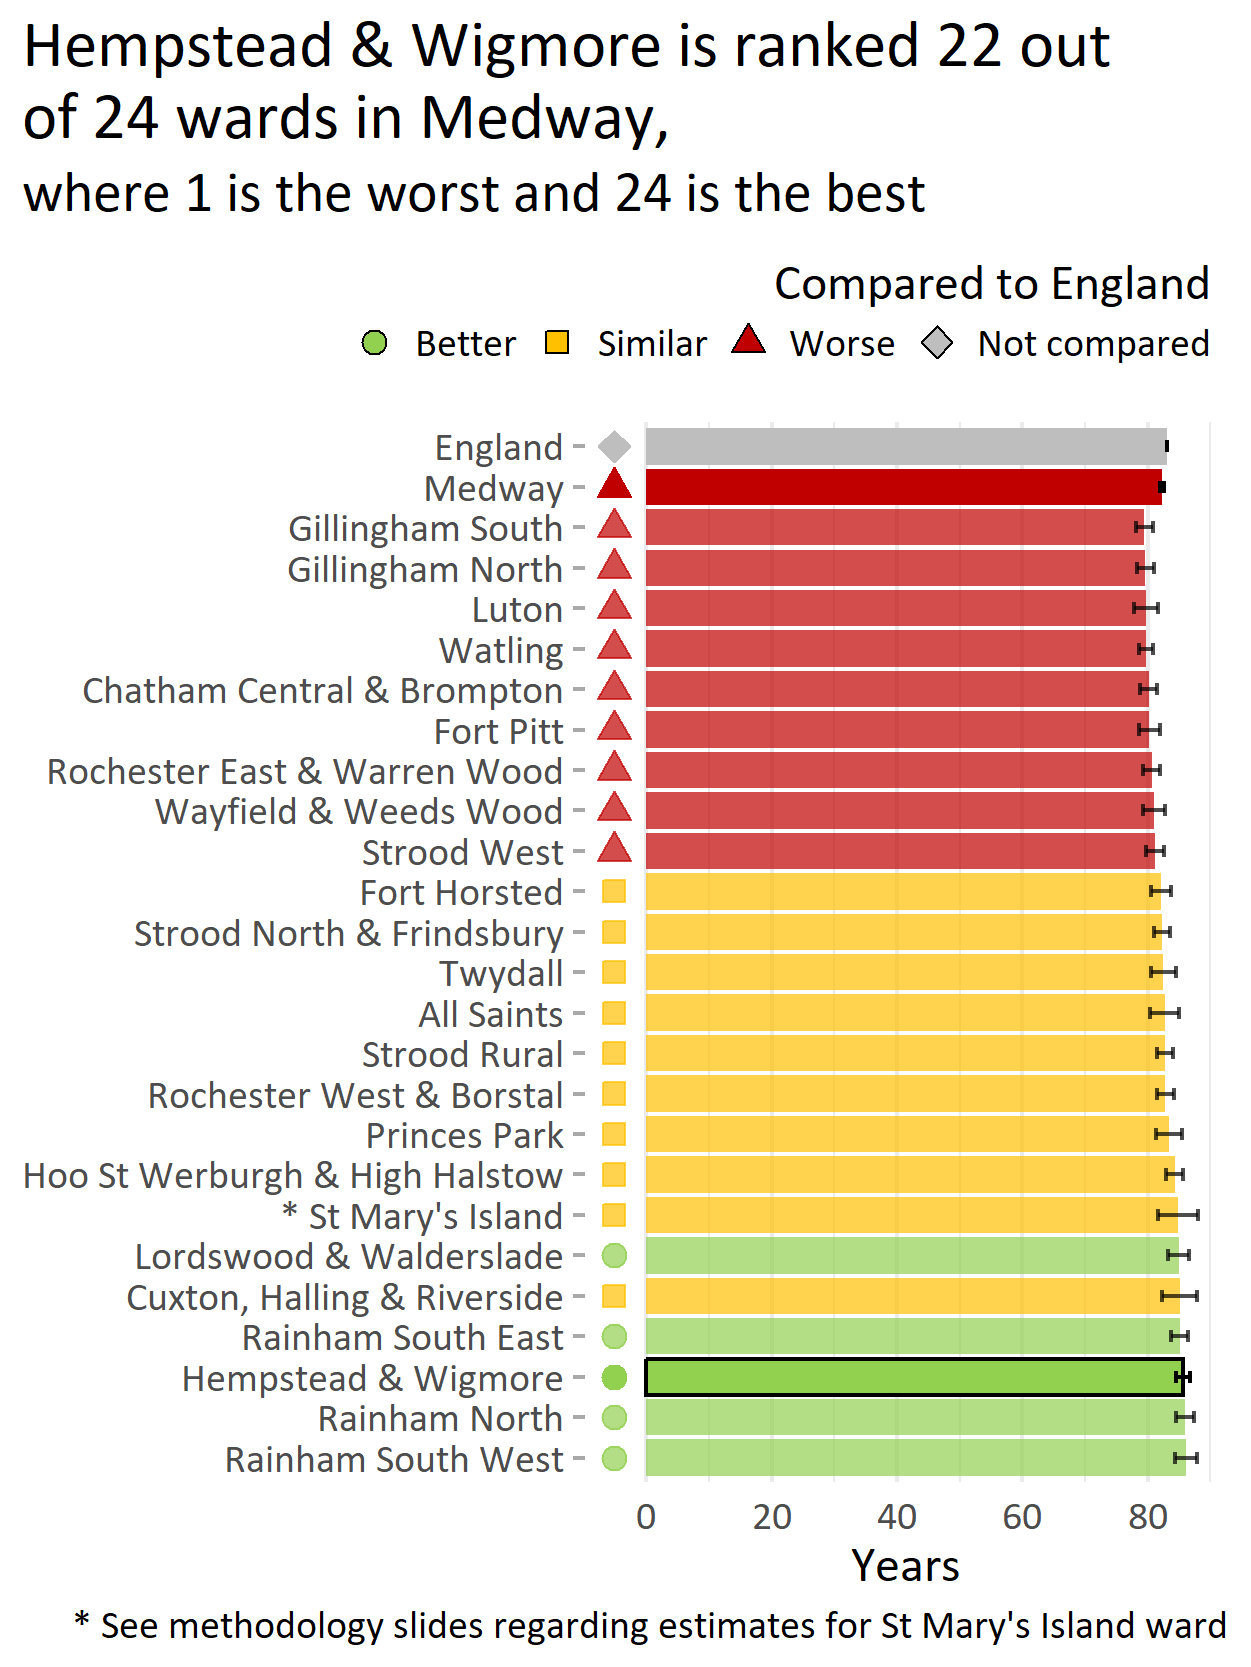 Hempstead & Wigmore is ranked 22 out
of 24 wards in Medway,
where 1 is the worst and 24 is the best
Compared to England
Better Similar Worse Not compared
England
Medway
Gillingham South
Gillingham North
Luton
Watling
Chatham Central & Brompton
Fort Pitt
Rochester East & Warren Wood
Wayfield & Weeds Wood
Strood West
Fort Horsted
Strood North & Frindsbury
Twydall
All Saints
Strood Rural
Rochester West & Borstal
Princes Park
Hoo St Werburgh & High Halstow
* St Mary's Island
Lordswood & Walderslade
Cuxton, Halling & Riverside
Rainham South East
Hempstead & Wigmore
Rainham North
Rainham South West
0 20 40 60 80
Years
* See methodology slides regarding estimates for St Mary's Island ward